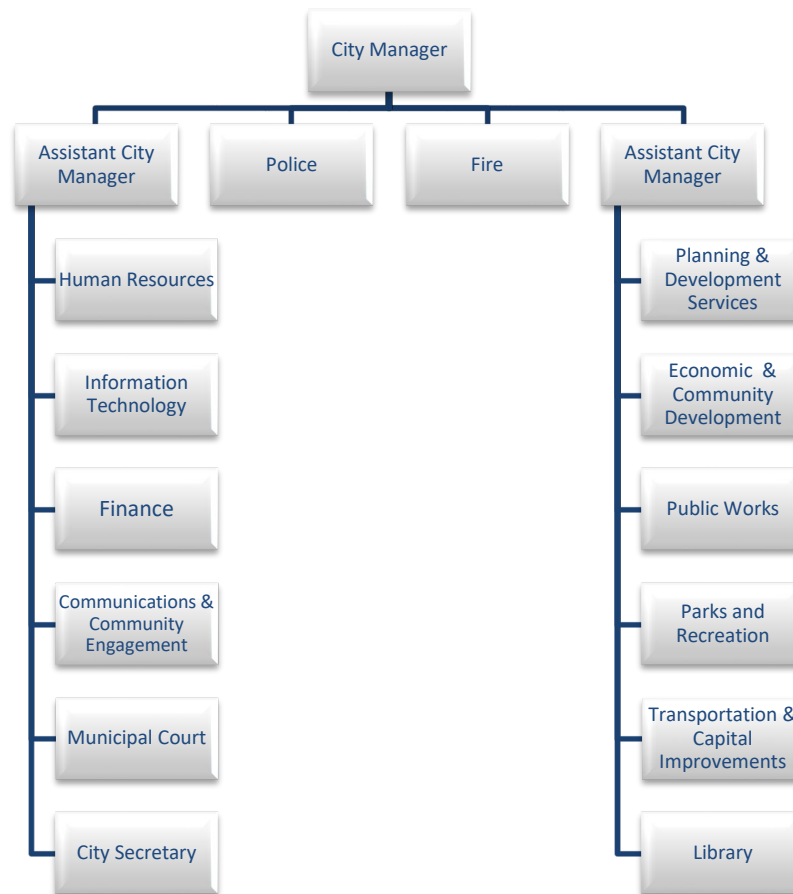 City Manager
Assistant City
Manager
Police
Fire
Assistant City
Manager
Human Resources
Information
Technology
Finance
Communications &
Community
Engagement
Municipal Court
City Secretary
Planning &
Development
Services
Economic & 
Community
Development
Public Works
Parks and
Recreation
Transportation &
Capital
Improvements
Library